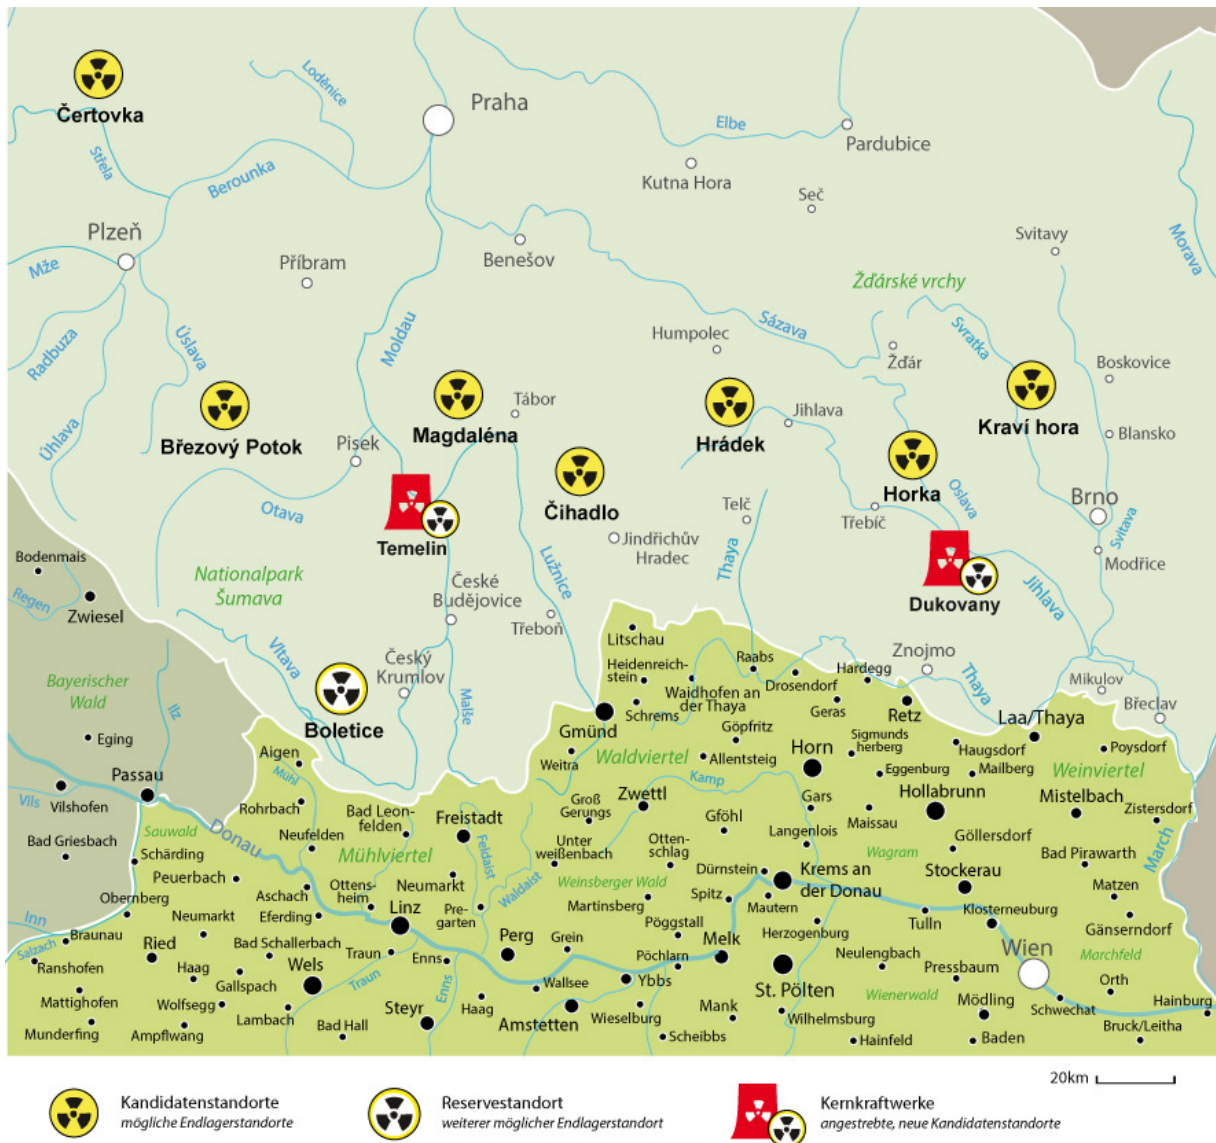 Čertovka
Loděnice
Praha
Elbe
Pardubice
Střela
Berounka
Kutna Hora
Seč
Plzeň
Svitavy
Morava
Mže
Příbram
Benešov
Žďárské vrchy
Radbuza
Úslava
Moldau
Humpolec
Sázava
Svratka
Žďár
Boskovice
Úhlava
Březový Potok
Magdaléna
Tábor
Hrádek
Jihlava
Kraví hora
Blansko
Pisek
Otava
Čihadlo
Horka
Oslava
Brno
Temelin
Telč
Třebíč
Svitava
Jindřichův
Hradec
Modřice
Bodenmais
Regen
Zwiesel
Nationalpark
Šumava
České
Budějovice
Lužnice
Třeboň
Thaya
Dukovany
Jihlava
Vltava
Český
Krumlov
Malše
Litschau
Heidenreich-
stein
Raabs
Waidhofen an
der Thaya
Drosendorf
Hardegg
Znojmo
Thaya
Mikulov
Břeclav
Bayerischer
Wald
Ilz
Boletice
Schrems
Gmünd
Geras
Retz
Laa/Thaya
Eging
Aigen
Weitra
Waldviertel
Göpfritz
Allentsteig
Horn
Sigmunds
herberg
Haugsdorf
Poysdorf
Passau
Mühl
Kamp
Eggenburg
Mailberg
Weinviertel
Vils
Vilshofen
Rohrbach
Bad Leon-
felden
Freistadt
Groß
Gerungs
Zwettl
Gars
Hollabrunn
Mistelbach
Zistersdorf
Sauwald
Donau
Neufelden
Mühlviertel
Feldaist
Gföhl
Maissau
Langenlois
Göllersdorf
March
Bad Griesbach
Schärding
Unter
weißenbach
Otten-
schlag
Wagram
Bad Pirawarth
Peuerbach
Aschach
Ottens-
heim
Neumarkt
Waldaist
Weinsberger Wald
Dürnstein
Krems an
der Donau
Stockerau
Obernberg
Eferding
Linz
Pre-
garten
Martinsberg
Spitz
Mautern
Matzen
Inn
Neumarkt
Pöggstall
Herzogenburg
Tulln
Klosterneuburg
Gänserndorf
Salzach
Braunau
Ried
Bad Schallerbach
Traun
Enns
Perg
Grein
Melk
Neulengbach
Wien
Marchfeld
Ranshofen
Haag
Gallspach
Wels
Traun
Enns
Wallsee
Pöchlarn
Ybbs
St. Pölten
Pressbaum
Orth
Mattighofen
Wolfsegg
Lambach
Steyr
Haag
Amstetten
Wieselburg
Mank
Wilhelmsburg
Wienerwald
Mödling
Schwechat
Hainburg
Munderfing
Ampflwang
Bad Hall
Scheibbs
Hainfeld
Baden
Bruck/Leitha
20km
Kandidatenstandorte
mögliche Endlagerstandorte
Reservestandort
weiterer möglicher Endlagerstandort
Kernkraftwerke
angestrebte, neue Kandidatenstandorte